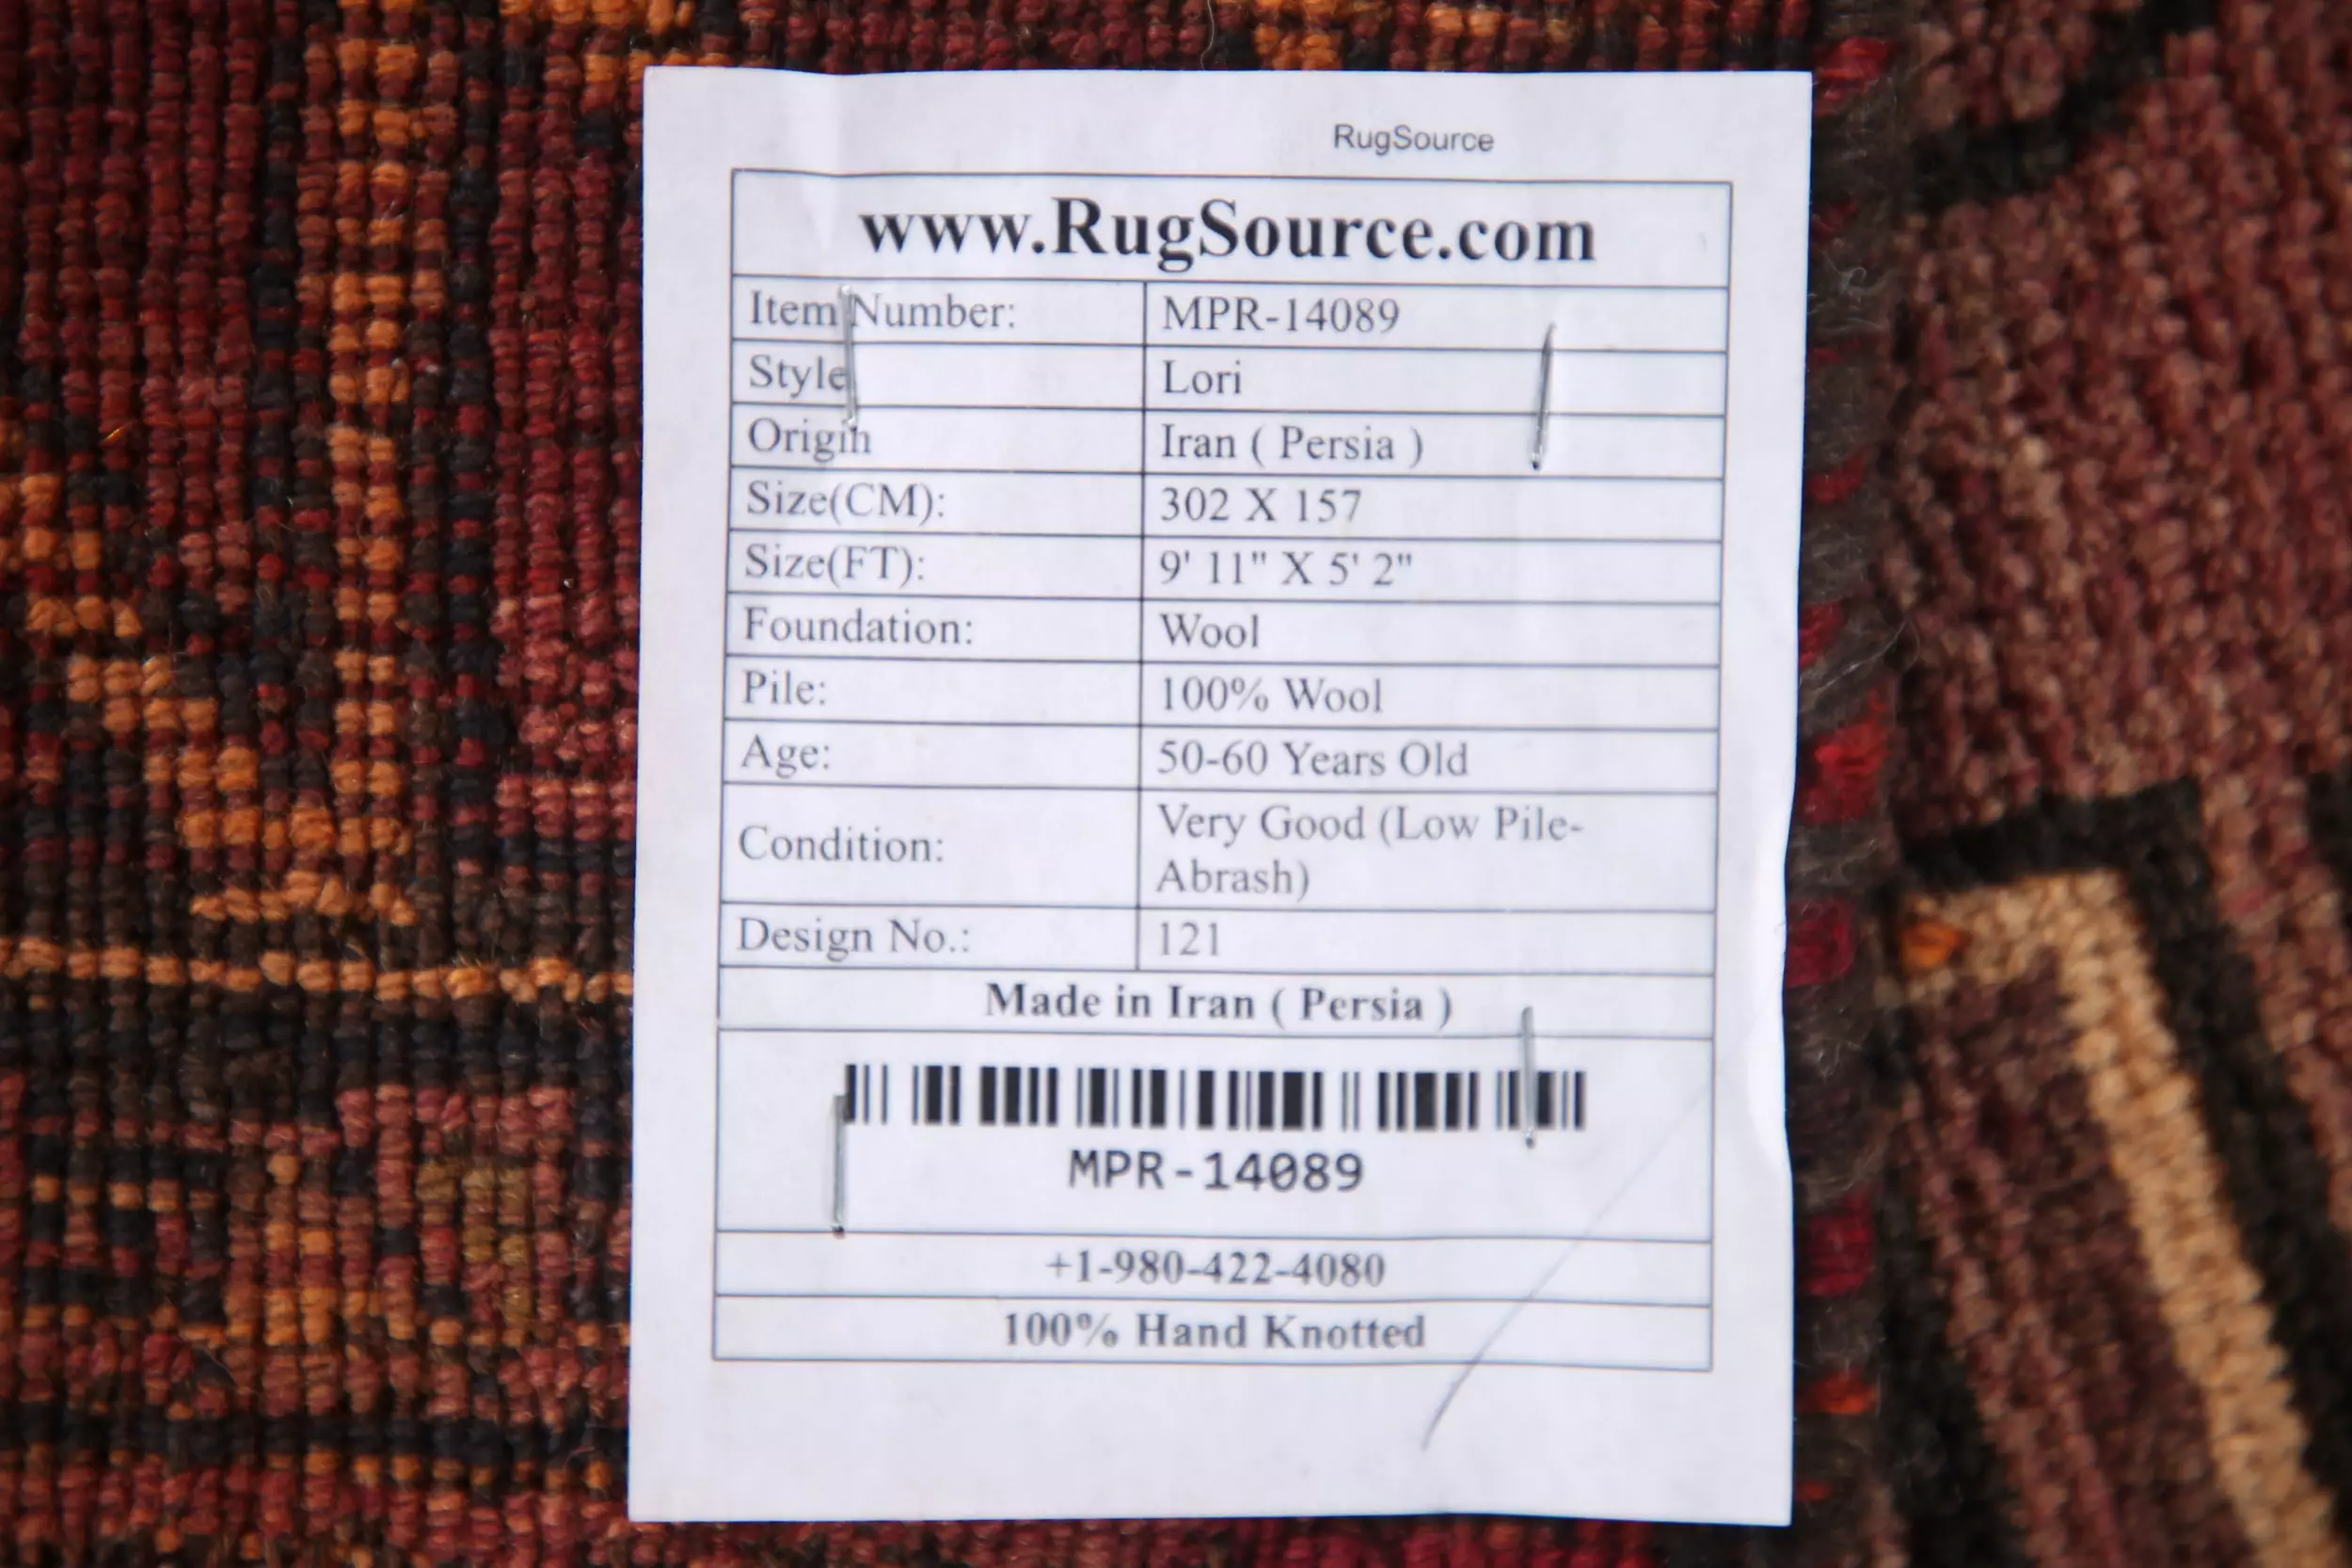 RugSource
www.RugSource.com
Item Number: MPR-14089
Style Lori
Origin Iran ( Persia )
Size(CM): 302 X 157
Size(FT): 9' 11" X 5' 2"
Foundation: Wool
Pile: 100% Wool
Age: 50-60 Years Old
Condition: Very Good (Low Pile-
Abrash)
Design No.: 121
Made in Iran ( Persia )
MPR-14089
+1-980-422-4080
100% Hand Knotted